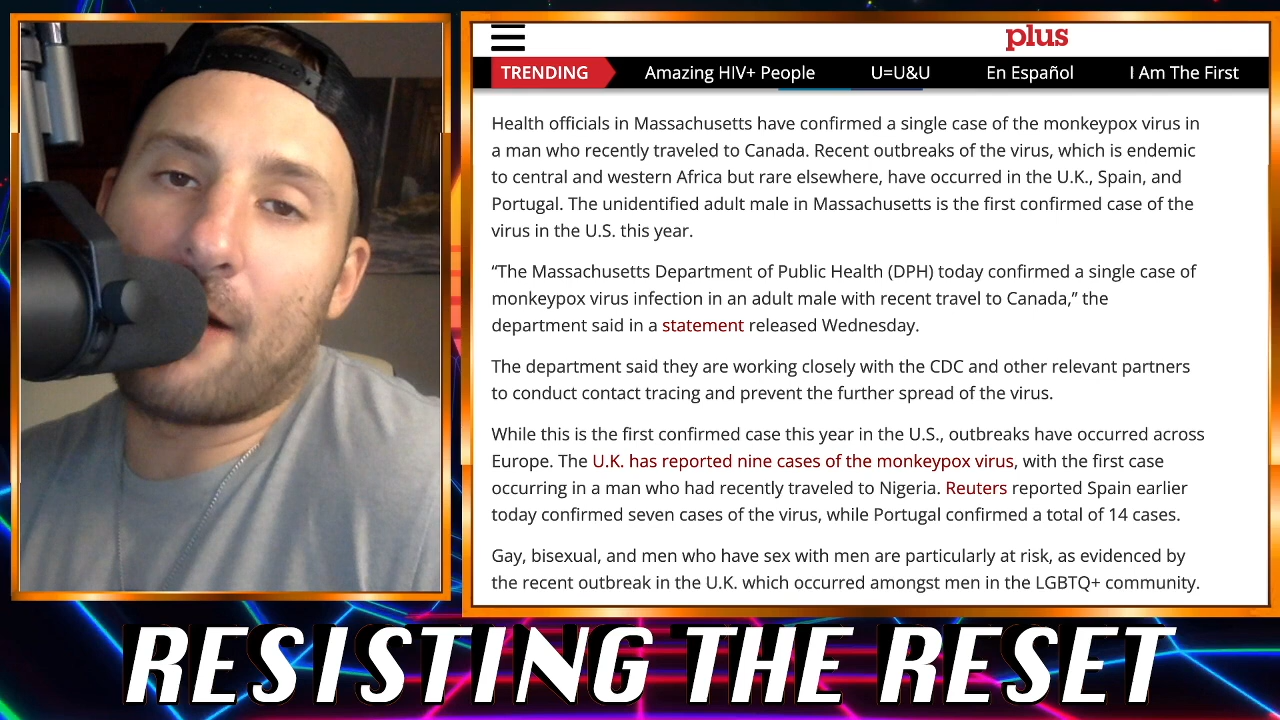 plus
TRENDING Amazing HIV+ People U=U&U En Español I Am The First
Health officials in Massachusetts have confirmed a single case of the monkeypox virus in
a man who recently traveled to Canada. Recent outbreaks of the virus, which is endemic
to central and western Africa but rare elsewhere, have occurred in the U.K., Spain, and
Portugal. The unidentified adult male in Massachusetts is the first confirmed case of the
virus in the U.S. this year.
“The Massachusetts Department of Public Health (DPH) today confirmed a single case of
monkeypox virus infection in an adult male with recent travel to Canada,” the
department said in a statement released Wednesday.
The department said they are working closely with the CDC and other relevant partners
to conduct contact tracing and prevent the further spread of the virus.
While this is the first confirmed case this year in the U.S., outbreaks have occurred across
Europe. The U.K. has reported nine cases of the monkeypox virus, with the first case
occurring in a man who had recently traveled to Nigeria. Reuters reported Spain earlier
today confirmed seven cases of the virus, while Portugal confirmed a total of 14 cases.
Gay, bisexual, and men who have sex with men are particularly at risk, as evidenced by
the recent outbreak in the U.K. which occurred amongst men in the LGBTQ+ community.
RESISTING THE RESET